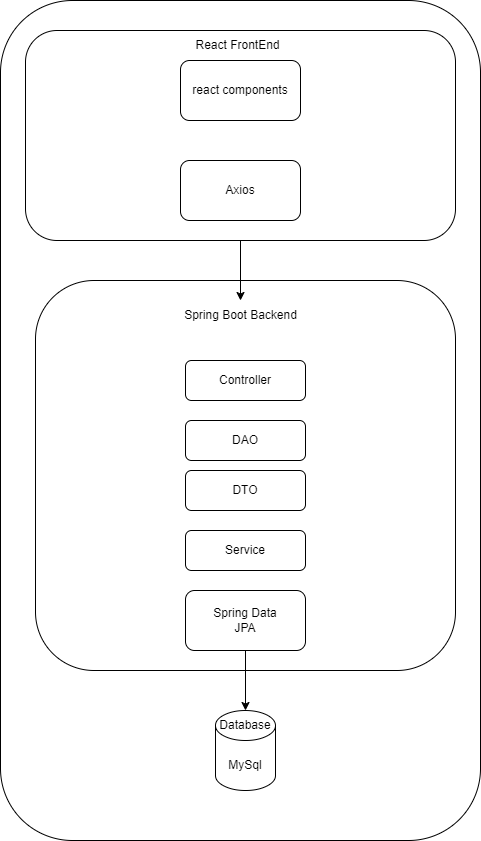 React FrontEnd
react components
Axios
Spring Boot Backend
Controller
DAO
DTO
Service
Spring Data
JPA
Database
MySql